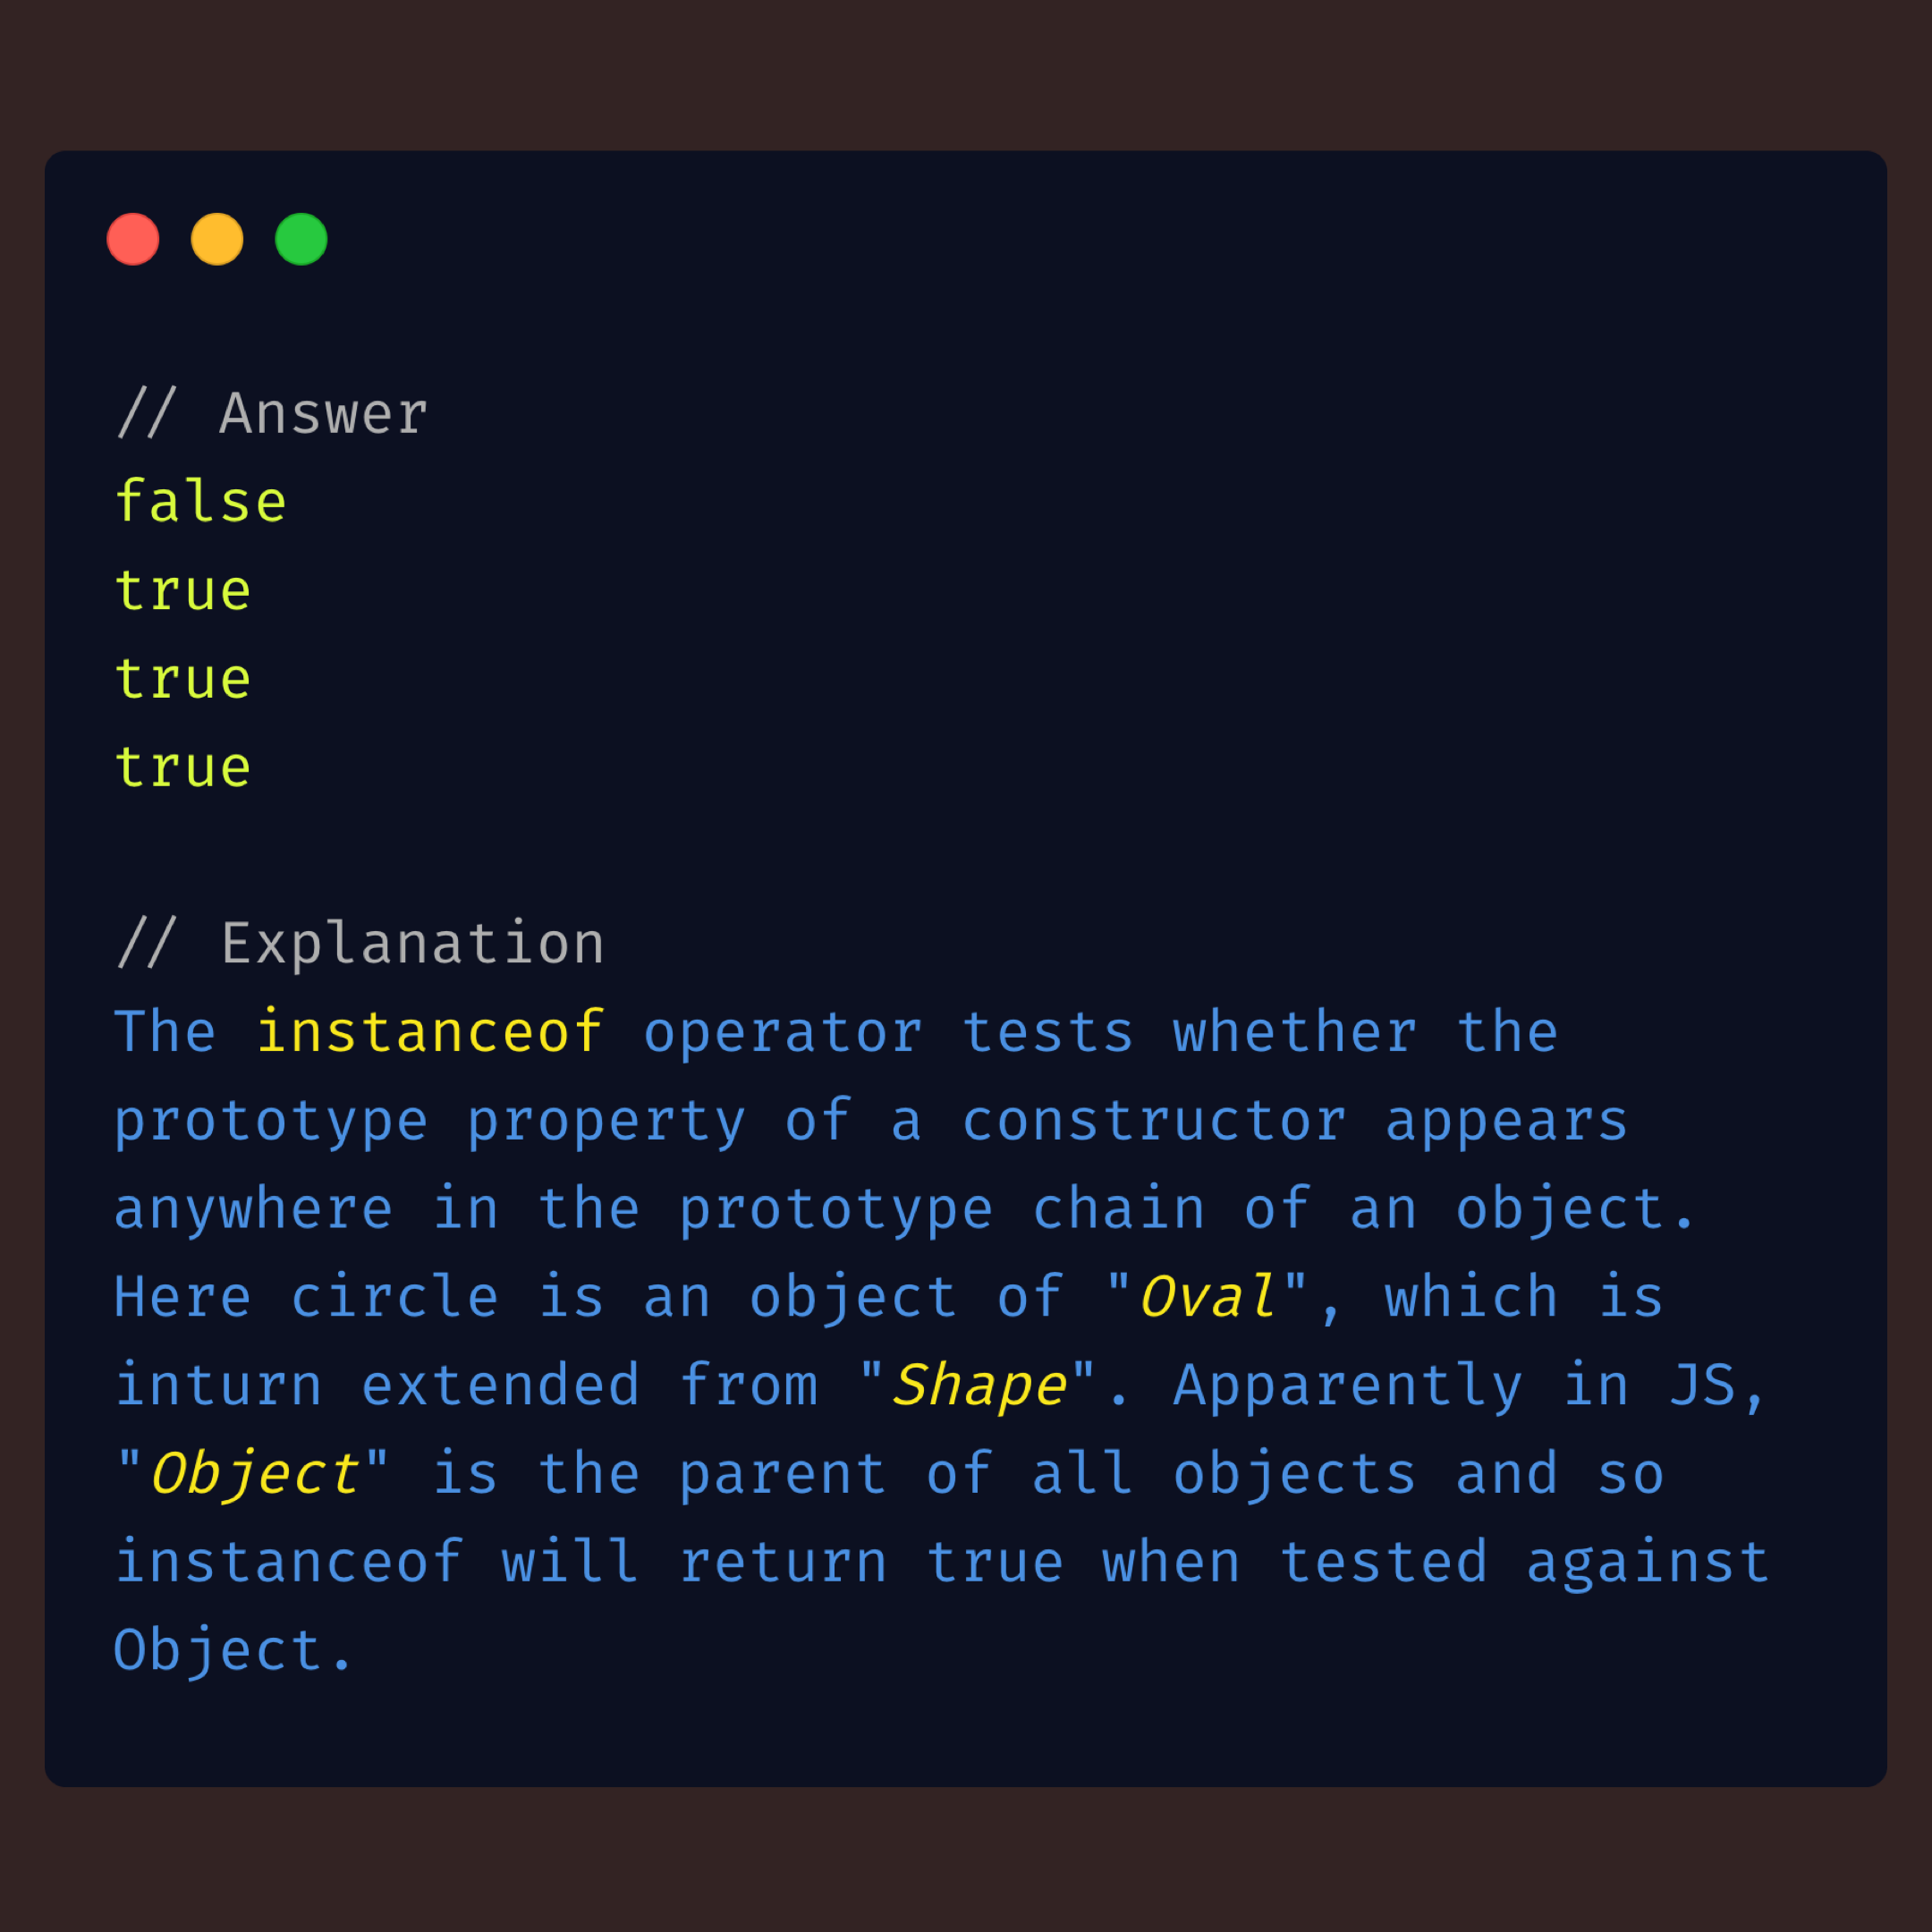 // Answer
false
true
true
true
// Explanation
The instanceof operator tests whether the
prototype property of a constructor appears
anywhere in the prototype chain of an object.
Here circle is an object of "Oval", which is
inturn extended from "Shape". Apparently in JS,
"Object" is the parent of all objects and so
instanceof will return true when tested against
Object.